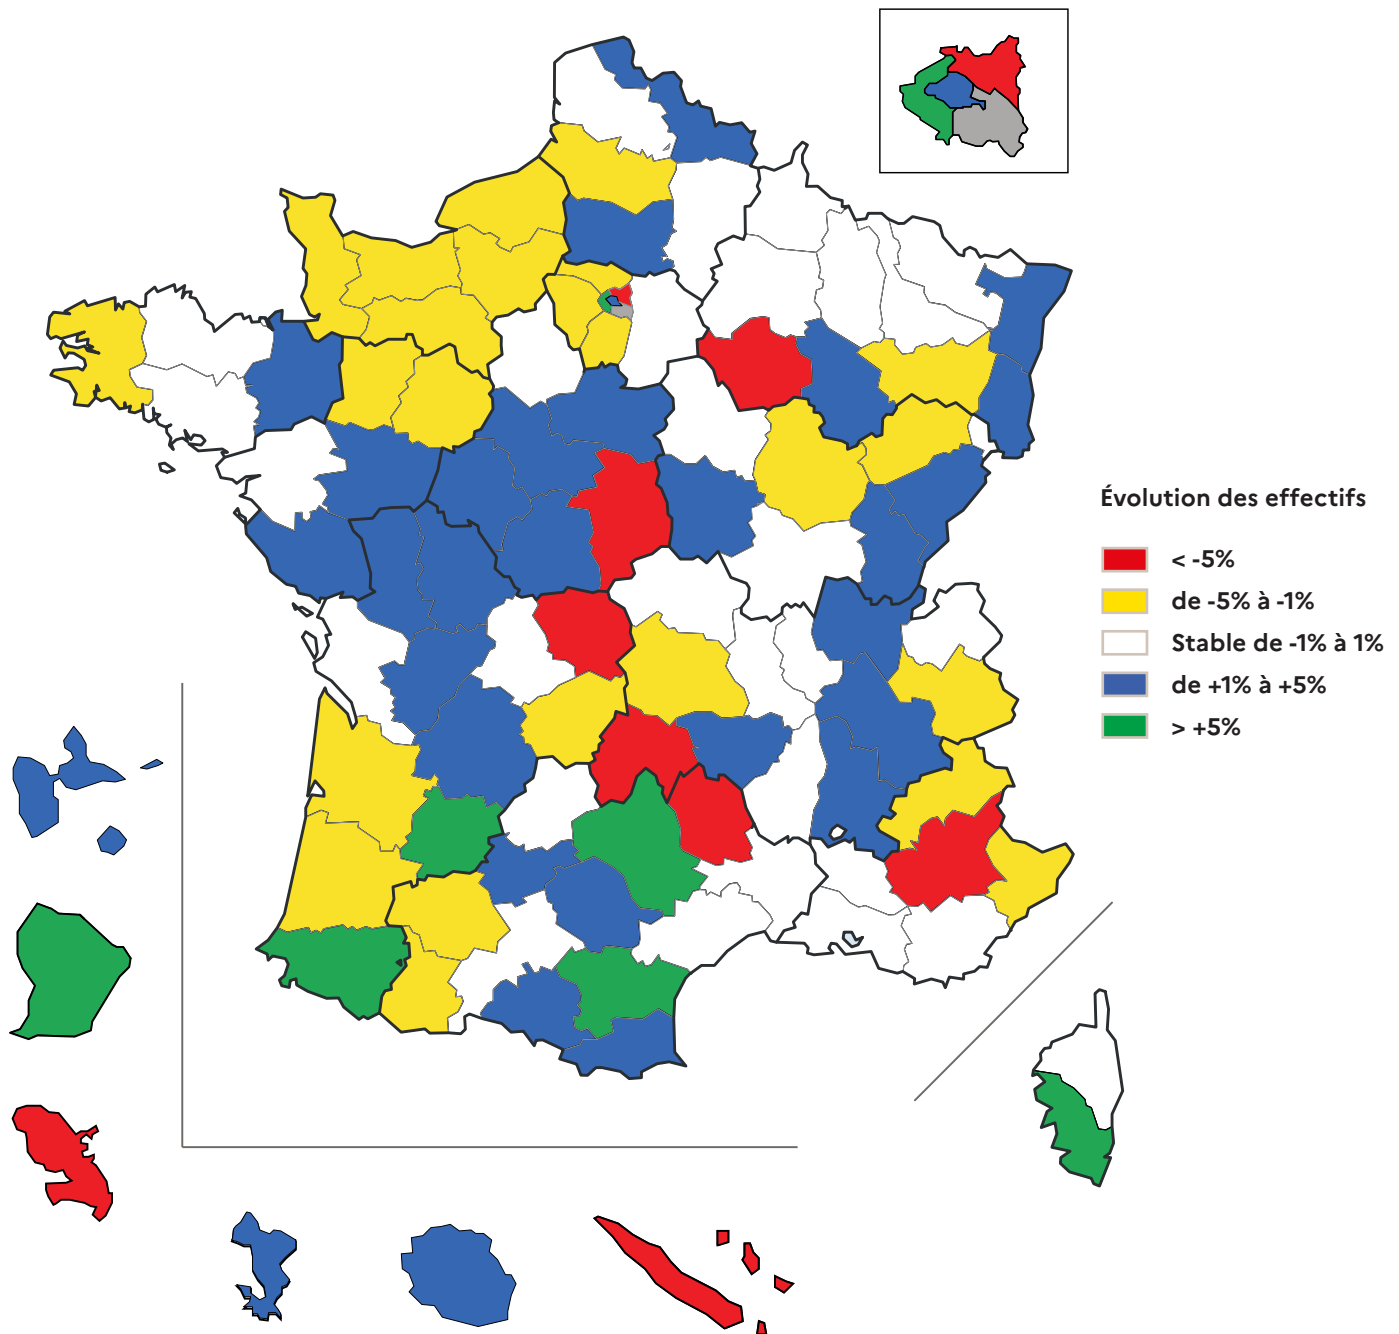 Évolution des effectifs
< -5%
de -5% à -1%
Stable de -1% à 1%
de +1% à +5%
> +5%